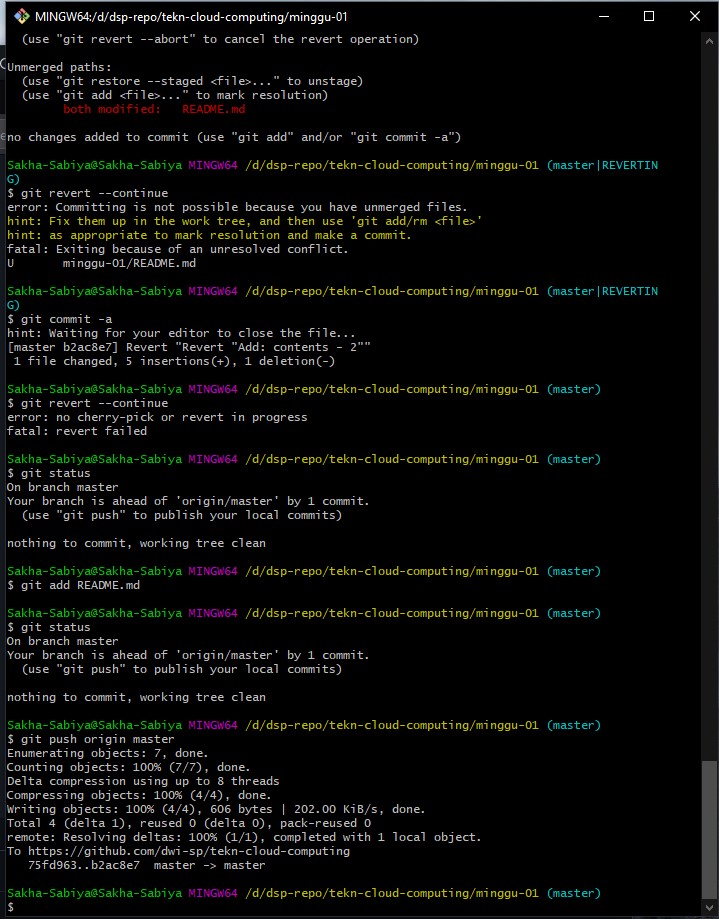 MINGW64:/d/dsp-repo/tekn-cloud-computing/minggu-01
(use "git revert --abort" to cancel the revert operation)
Unmerged paths:
(use "git restore --staged <file>..." to unstage)
(use "git add <file>..." to mark resolution)
both modified:   README.md
no changes added to commit (use "git add" and/or "git commit -a")
Sakha-Sabiya@Sakha-Sabiya MINGW64 /d/dsp-repo/tekn-cloud-computing/minggu-01 (master|REVERTIN
G)
$ git revert --continue
error: Committing is not possible because you have unmerged files.
hint: Fix them up in the work tree, and then use 'git add/rm <file>'
hint: as appropriate to mark resolution and make a commit.
fatal: Exiting because of an unresolved conflict.
U       minggu-01/README.md
Sakha-Sabiya@Sakha-Sabiya MINGW64 /d/dsp-repo/tekn-cloud-computing/minggu-01 (master|REVERTIN
G)
$ git commit -a
hint: Waiting for your editor to close the file...
[master b2ac8e7] Revert "Revert "Add: contents - 2""
1 file changed, 5 insertions(+), 1 deletion(-)
Sakha-Sabiya@Sakha-Sabiya MINGW64 /d/dsp-repo/tekn-cloud-computing/minggu-01 (master)
$ git revert --continue
error: no cherry-pick or revert in progress
fatal: revert failed
Sakha-Sabiya@Sakha-Sabiya MINGW64 /d/dsp-repo/tekn-cloud-computing/minggu-01 (master)
$ git status
On branch master
Your branch is ahead of 'origin/master' by 1 commit.
(use "git push" to publish your local commits)
nothing to commit, working tree clean
Sakha-Sabiya@Sakha-Sabiya MINGW64 /d/dsp-repo/tekn-cloud-computing/minggu-01 (master)
$ git add README.md
Sakha-Sabiya@Sakha-Sabiya MINGW64 /d/dsp-repo/tekn-cloud-computing/minggu-01 (master)
$ git status
On branch master
Your branch is ahead of 'origin/master' by 1 commit.
(use "git push" to publish your local commits)
nothing to commit, working tree clean
Sakha-Sabiya@Sakha-Sabiya MINGW64 /d/dsp-repo/tekn-cloud-computing/minggu-01 (master)
$ git push origin master
Enumerating objects: 7, done.
Counting objects: 100% (7/7), done.
Delta compression using up to 8 threads
Compressing objects: 100% (4/4), done.
Writing objects: 100% (4/4), 606 bytes | 202.00 KiB/s, done.
Total 4 (delta 1), reused 0 (delta 0), pack-reused 0
remote: Resolving deltas: 100% (1/1), completed with 1 local object.
To https://github.com/dwi-sp/tekn-cloud-computing
75fd963..b2ac8e7  master -> master
Sakha-Sabiya@Sakha-Sabiya MINGW64 /d/dsp-repo/tekn-cloud-computing/minggu-01 (master)
$